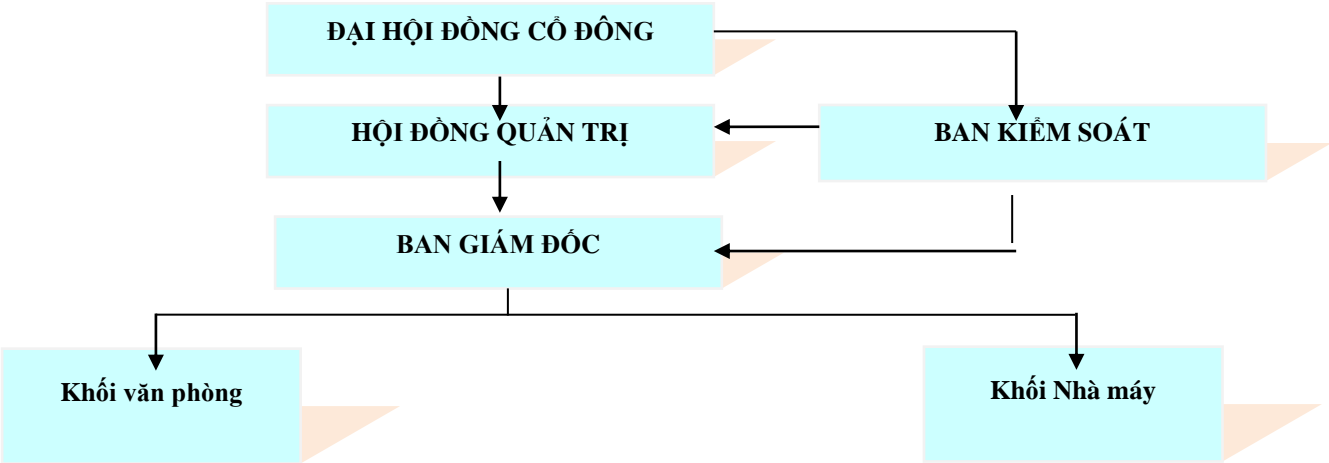 ĐẠI HỘI ĐỒNG CỔ ĐÔNG
HỘI ĐỒNG QUẢN TRỊ
BAN KIỂM SOÁT
BAN GIÁM ĐỐC
Khối văn phòng
Khối Nhà máy